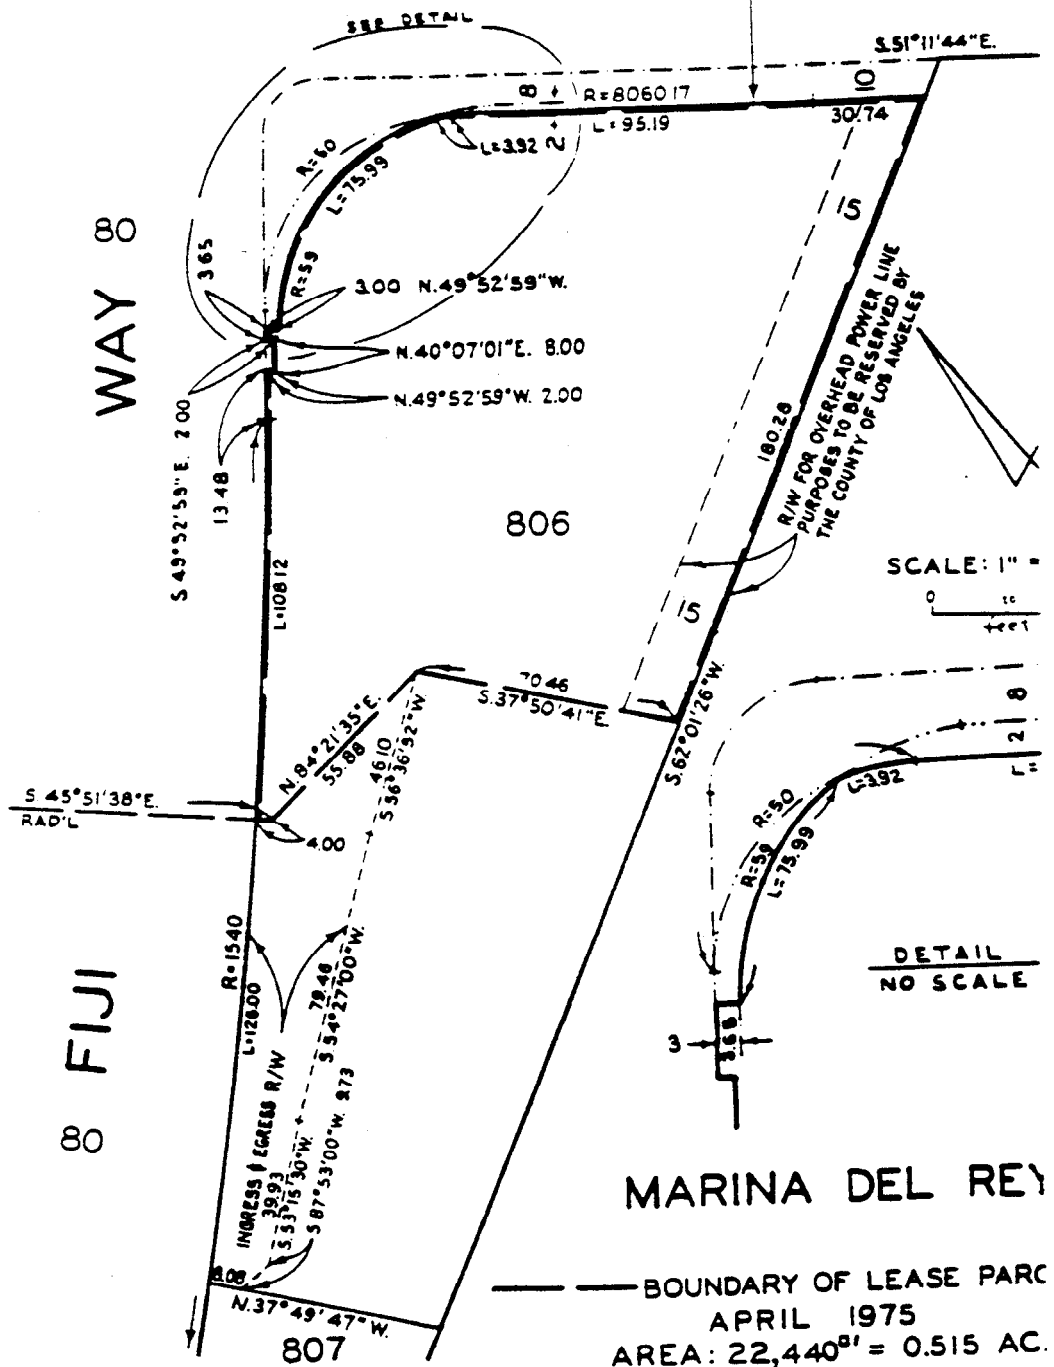 SEE DETAIL
S.51°11'44"E.
10
8
R=8060.17
L=95.19
2
30.74
L=3.92
R=50
L=75.99
R=59
15
80
WAY
3.65
3.00 N.49°52'59"W.
N.40°07'01"E. 8.00
N.49°52'59"W. 2.00
S 49°52'59"E. 2.00
13.48
R/W FOR OVERHEAD POWER LINE
PURPOSES TO BE RESERVED BY
THE COUNTY OF LOS ANGELES
180.28
806
L=108.12
SCALE: 1" =
0
feet
15
70.46
S.37°50'41"E.
S.62°01'26"W.
N.84°21'35"E.
55.88
46.10
S 56°36'52"W.
S.45°51'38"E.
RAD'L
4.00
8
2
L=
L=3.92
R=50
R=59
L=75.99
DETAIL
NO SCALE
3
3.65
R=1540
L=126.00
79.46
S.54°27'00"W.
FIJI
80
INGRESS & EGRESS R/W
39.93
S.53°15'30"W.
S 87°53'00"W. 9.73
8.08
N.37°49'47"W.
807
MARINA DEL REY
BOUNDARY OF LEASE PARC
APRIL 1975
AREA: 22,440 = 0.515 AC.